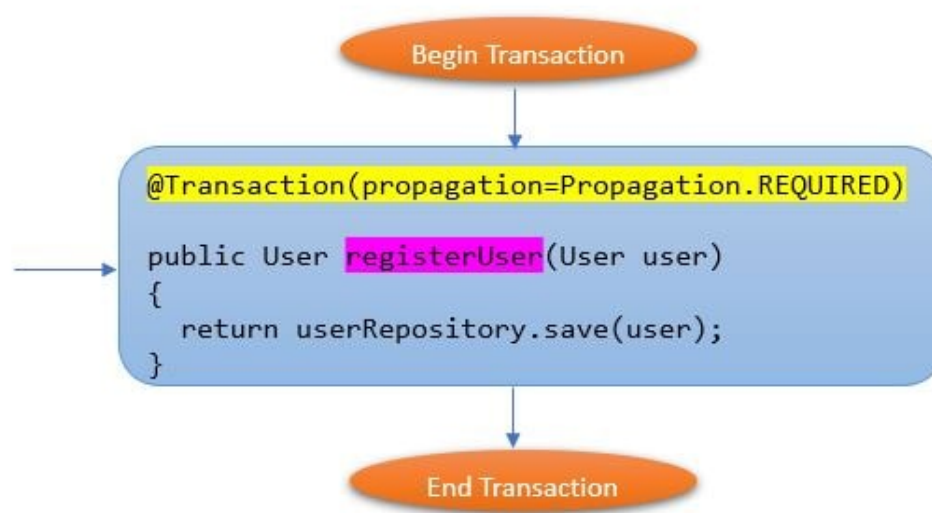 Begin Transaction
@Transaction(propagation=Propagation.REQUIRED)
public User registerUser(User user)
{
return userRepository.save(user);
}
End Transaction